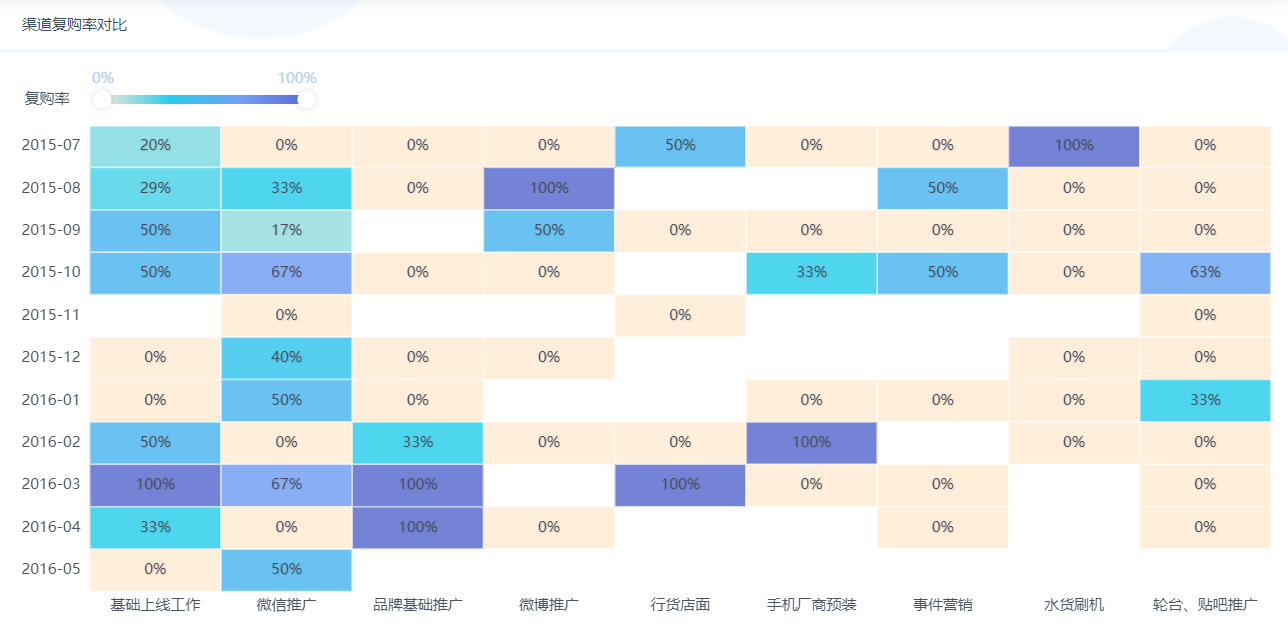 渠道复购率对比
0% 100%
复购率
2015-07 20% 0% 0% 0% 50% 0% 0% 100% 0%
2015-08 29% 33% 0% 100% 50% 0% 0%
2015-09 50% 17% 50% 0% 0% 0% 0% 0%
2015-10 50% 67% 0% 0% 33% 50% 0% 63%
2015-11 0% 0% 0%
2015-12 0% 40% 0% 0% 0% 0%
2016-01 0% 50% 0% 0% 0% 0% 33%
2016-02 50% 0% 33% 0% 0% 100% 0% 0%
2016-03 100% 67% 100% 100% 0% 0% 0%
2016-04 33% 0% 100% 0% 0% 0%
2016-05 0% 50%
基础上线工作 微信推广 品牌基础推广 微博推广 行货店面 手机厂商预装 事件营销 水货刷机 轮台、贴吧推广